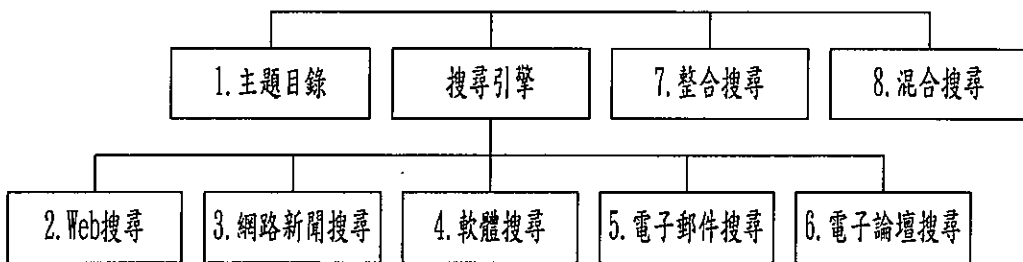 1.主題目錄
搜尋引擎
7.整合搜尋
8.混合搜尋
2.Web搜尋
3.網路新聞搜尋
4.軟體搜尋
5.電子郵件搜尋
6.電子論壇搜尋